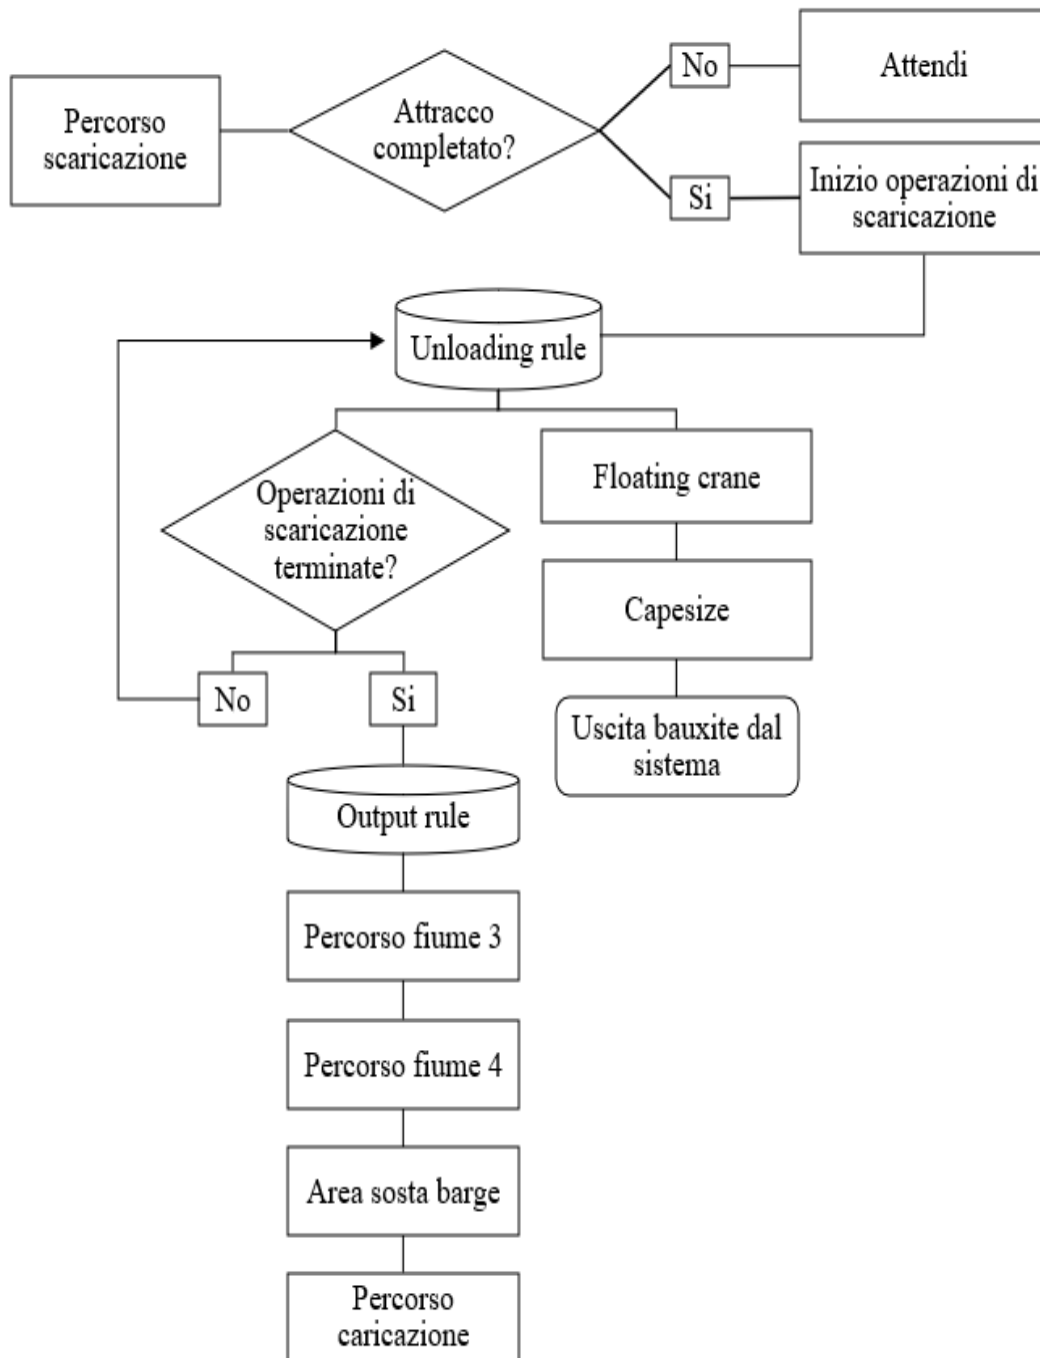 No
Attendi
Percorso
scaricazione
Attracco
completato?
Si
Inizio operazioni di
scaricazione
Unloading rule
Operazioni di
scaricazione
terminate?
Floating crane
Capesize
No
Si
Uscita bauxite dal
sistema
Output rule
Percorso fiume 3
Percorso fiume 4
Area sosta barge
Percorso
caricazione